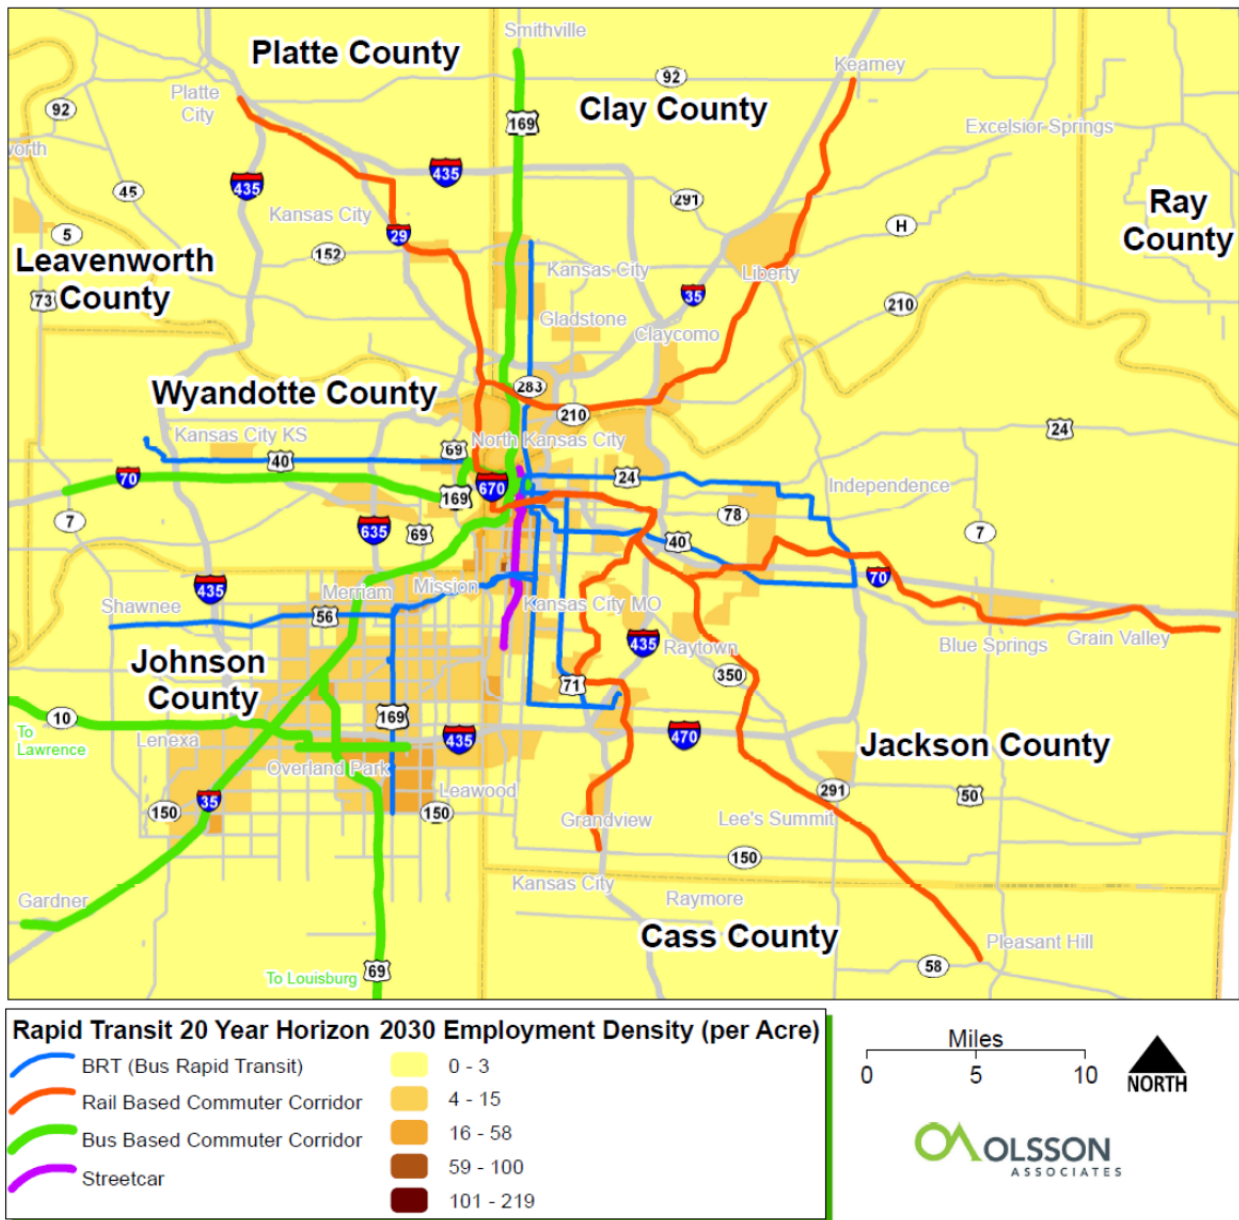 Smithville
Platte County
Kearney
92
Platte
City
Clay County
92
169
Excelsior Springs
orth
435
435
45
291
Ray
County
Kansas City
H
5
29
152
Leavenworth
County
Kansas City
Liberty
73
35
210
Gladstone
Claycomo
Wyandotte County
283
210
24
Kansas City KS
North Kansas City
69
40
70
24
670
Independence
169
7
78
635
69
40
7
435
Merriam
Mission
70
Shawnee
56
Kansas City MO
435
Raytown
Blue Springs
Grain Valley
Johnson
County
350
71
10
169
To
Lawrence
Lenexa
435
470
Jackson County
Overland Park
Leawood
291
50
35
150
150
Grandview
Lee's Summit
150
Kansas City
Gardner
Raymore
Cass County
Pleasant Hill
58
69
To Louisburg
Rapid Transit 20 Year Horizon
BRT (Bus Rapid Transit)
Rail Based Commuter Corridor
Bus Based Commuter Corridor
Streetcar
2030 Employment Density (per Acre)
0 - 3
4 - 15
16 - 58
59 - 100
101 - 219
Miles
0 5 10
NORTH
OLSSON
ASSOCIATES